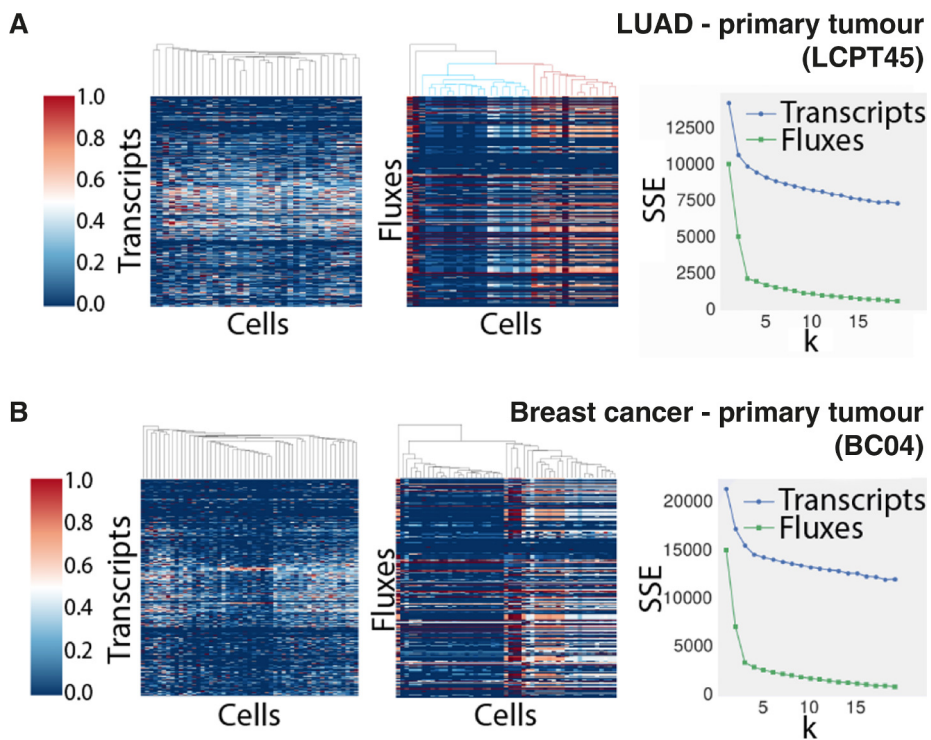 A
LUAD - primary tumour
(LCPT45)
1.0
0.8
0.6
0.4
0.2
0.0
Transcripts
Cells
Fluxes
Cells
Transcripts
Fluxes
12500
10000
7500
5000
2500
0
SSE
5
10
15
k
B
Breast cancer - primary tumour
(BC04)
1.0
0.8
0.6
0.4
0.2
0.0
Transcripts
Cells
Fluxes
Cells
Transcripts
Fluxes
20000
15000
10000
5000
0
SSE
5
10
15
k